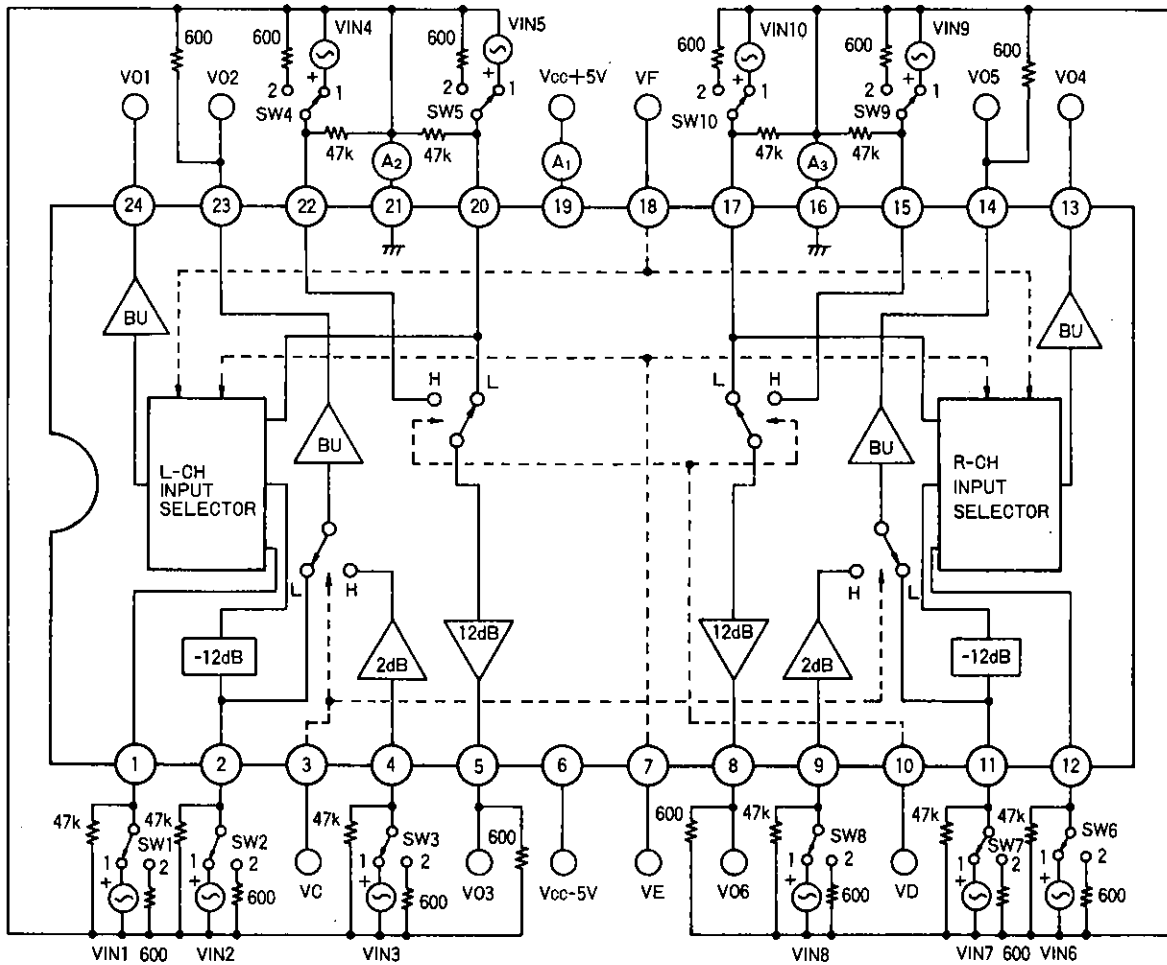 600 600 VIN4 600 VIN5 VIN10 600 VIN9 600
VO1 VO2 + + Vcc+5V VF + + VO5 VO4
2 1 2 1 2 1 2 1
SW4 SW5 SW10 SW9
47k 47k 47k 47k
A2 A1 A3
24 23 22 21 20 19 18 17 16 15 14 13
BU BU
H L L H
BU BU
L-CH
INPUT
SELECTOR
R-CH
INPUT
SELECTOR
L H H L
-12dB 2dB 12dB 12dB 2dB -12dB
1 2 3 4 5 6 7 8 9 10 11 12
47k 47k 47k 600 600 47k 47k 47k
SW1 SW2 SW3 SW8 SW7 SW6
1 2 1 2 1 2 1 2 1 2 1 2
VC VO3 Vcc-5V VE VO6 VD
+ + + + + +
600 600 600 600
VIN1 600 VIN2 VIN3 VIN8 VIN7 600 VIN6